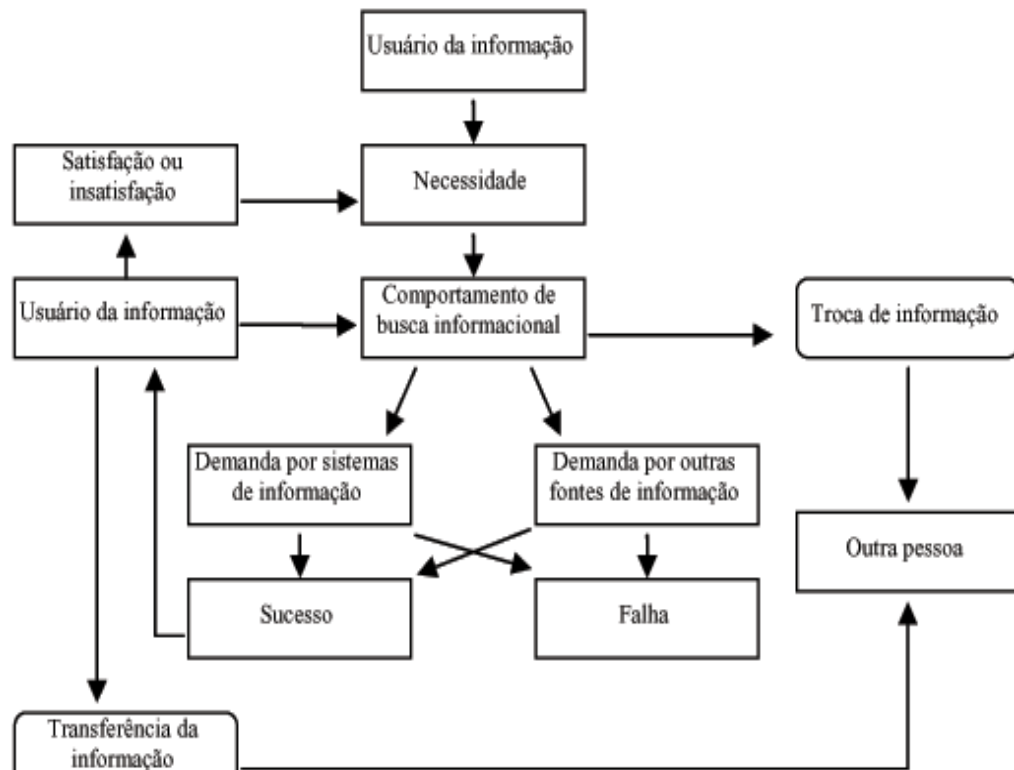 Usuário da informação
Satisfação ou
insatisfação
Necessidade
Usuário da informação
Comportamento de
busca informacional
Troca de informação
Demanda por sistemas
de informação
Demanda por outras
fontes de informação
Outra pessoa
Sucesso
Falha
Transferência da
informação